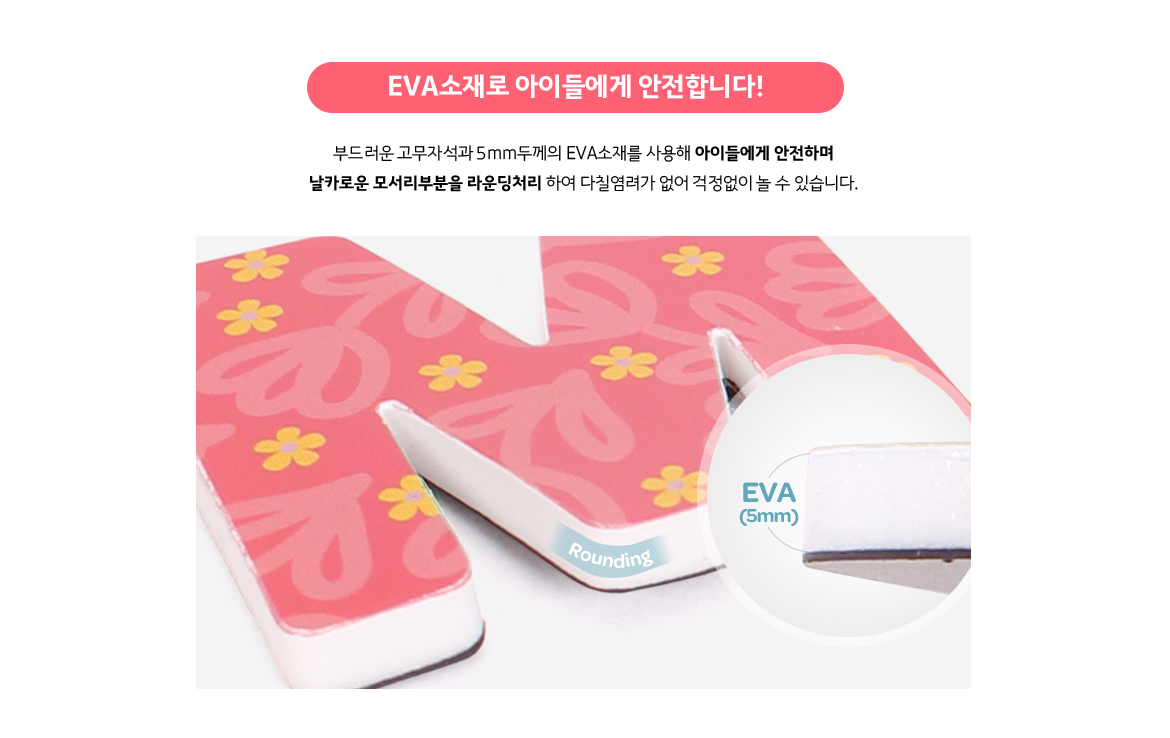 EVA소재로 아이들에게 안전합니다!
부드러운 고무자석과 5mm두께의 EVA소재를 사용해 아이들에게 안전하며
날카로운 모서리부분을 라운딩처리 하여 다칠염려가 없어 걱정없이 놀 수 있습니다.
EVA
(5mm)
Rounding